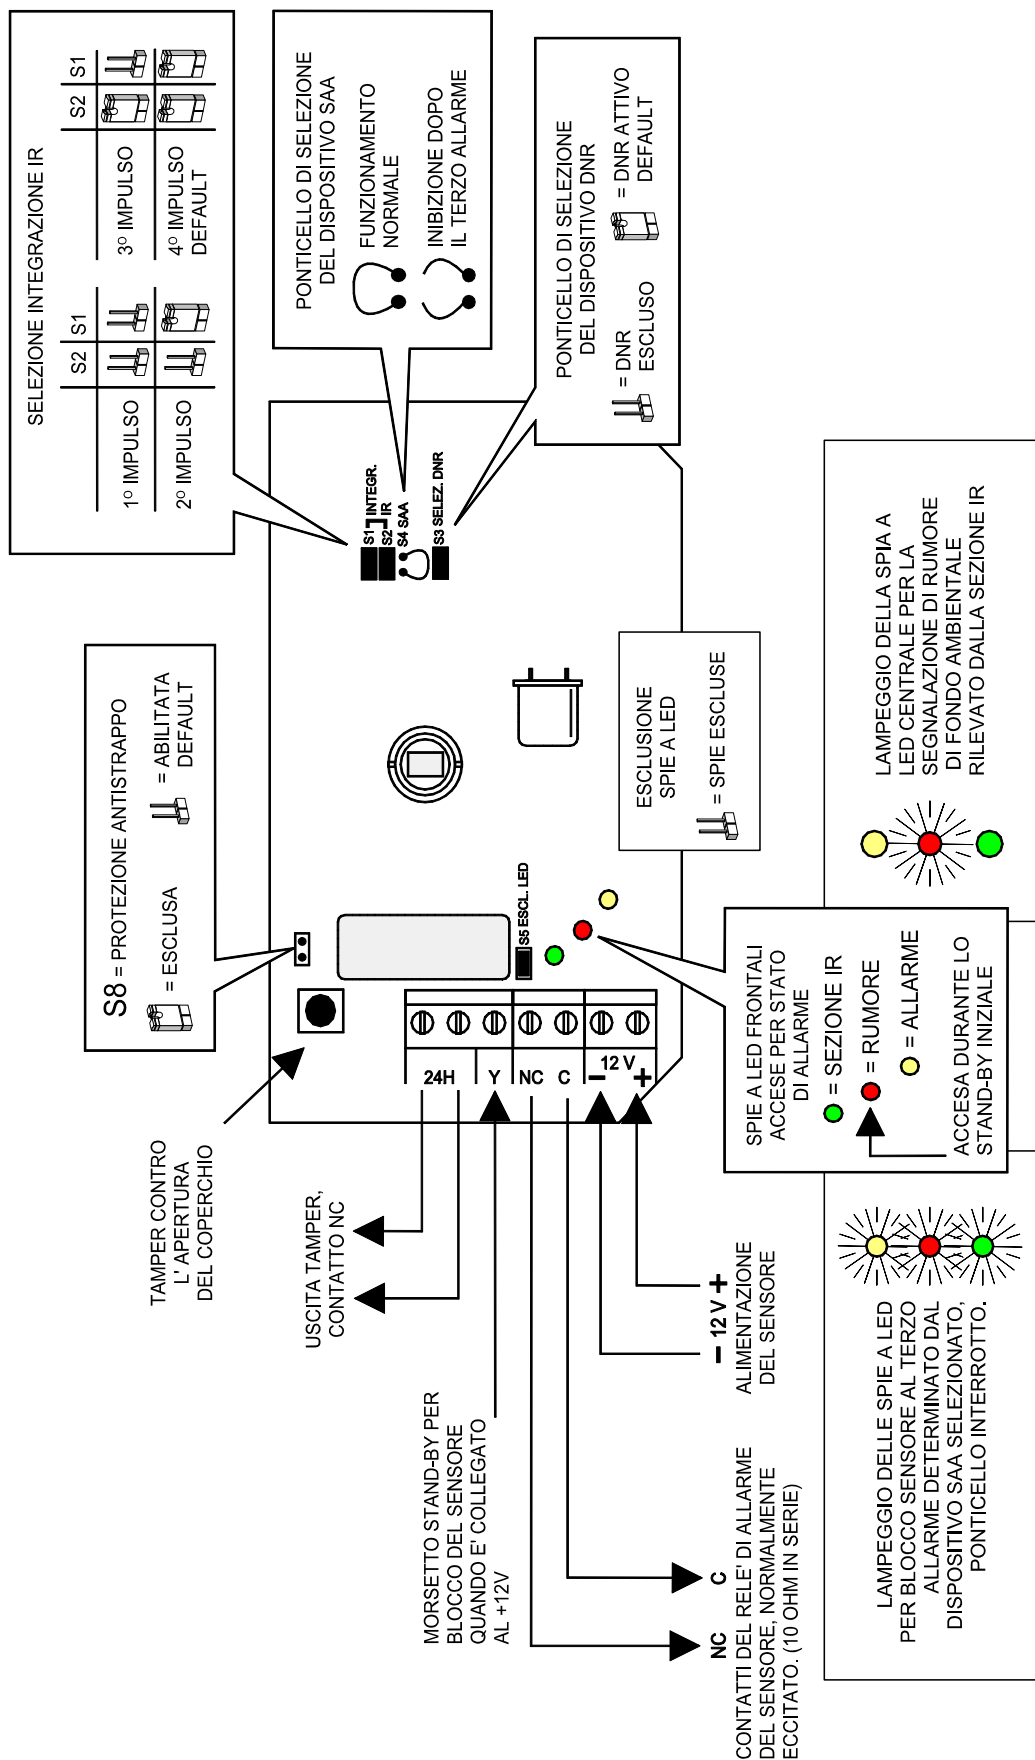 SELEZIONE INTEGRAZIONE IR
S2 S1
S2 S1
1º IMPULSO
3º IMPULSO
2º IMPULSO
4º IMPULSO
DEFAULT
PONTICELLO DI SELEZIONE
DEL DISPOSITIVO SAA
FUNZIONAMENTO
NORMALE
INIBIZIONE DOPO
IL TERZO ALLARME
PONTICELLO DI SELEZIONE
DEL DISPOSITIVO DNR
= DNR
ESCLUSO
= DNR ATTIVO
DEFAULT
S8 = PROTEZIONE ANTISTRAPPO
= ESCLUSA
= ABILITATA
DEFAULT
S1 INTEGR.
S2 IR
S4 SAA
S3 SELEZ. DNR
TAMPER CONTRO
L' APERTURA
DEL COPERCHIO
USCITA TAMPER,
CONTATTO NC
MORSETTO STAND-BY PER
BLOCCO DEL SENSORE
QUANDO E' COLLEGATO
AL +12V
24H
Y
NC
C
– 12 V +
S5 ESCL. LED
ESCLUSIONE
SPIE A LED
= SPIE ESCLUSE
NC C
CONTATTI DEL RELE' DI ALLARME
DEL SENSORE, NORMALMENTE
ECCITATO. (10 OHM IN SERIE)
– 12 V +
ALIMENTAZIONE
DEL SENSORE
SPIE A LED FRONTALI
ACCESE PER STATO
DI ALLARME
= SEZIONE IR
= RUMORE
= ALLARME
ACCESA DURANTE LO
STAND-BY INIZIALE
LAMPEGGIO DELLE SPIE A LED
PER BLOCCO SENSORE AL TERZO
ALLARME DETERMINATO DAL
DISPOSITIVO SAA SELEZIONATO,
PONTICELLO INTERROTTO.
LAMPEGGIO DELLA SPIA A
LED CENTRALE PER LA
SEGNALAZIONE DI RUMORE
DI FONDO AMBIENTALE
RILEVATO DALLA SEZIONE IR